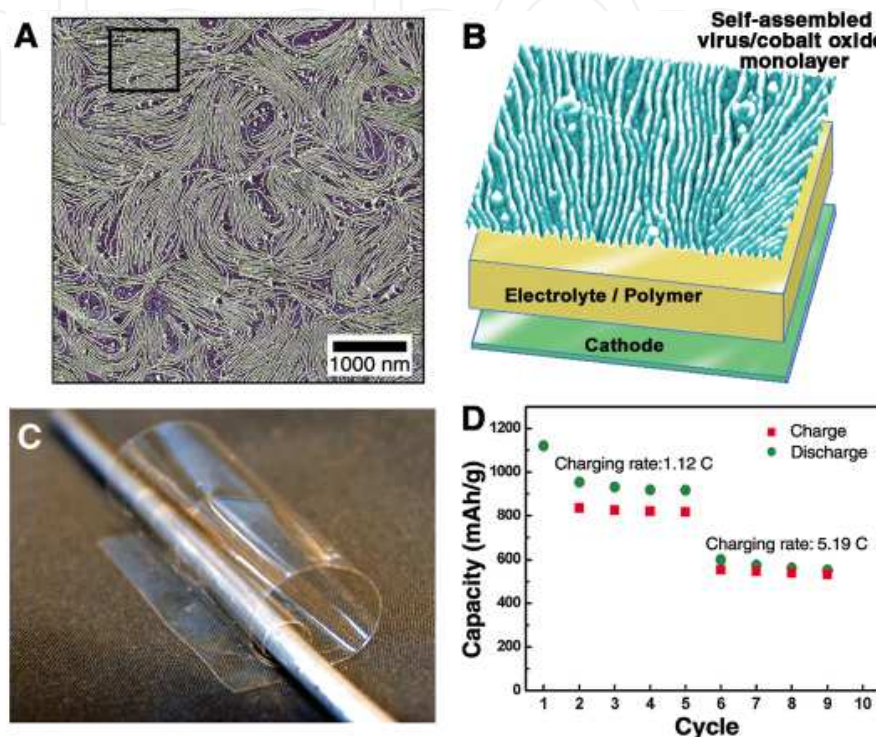 A
1000 nm
B
Self-assembled
virus/cobalt oxide
monolayer
Electrolyte / Polymer
Cathode
C
D
Capacity (mAh/g)
1200
1000
800
600
400
200
0
Charge
Discharge
Charging rate:1.12 C
Charging rate: 5.19 C
1 2 3 4 5 6 7 8 9 10
Cycle